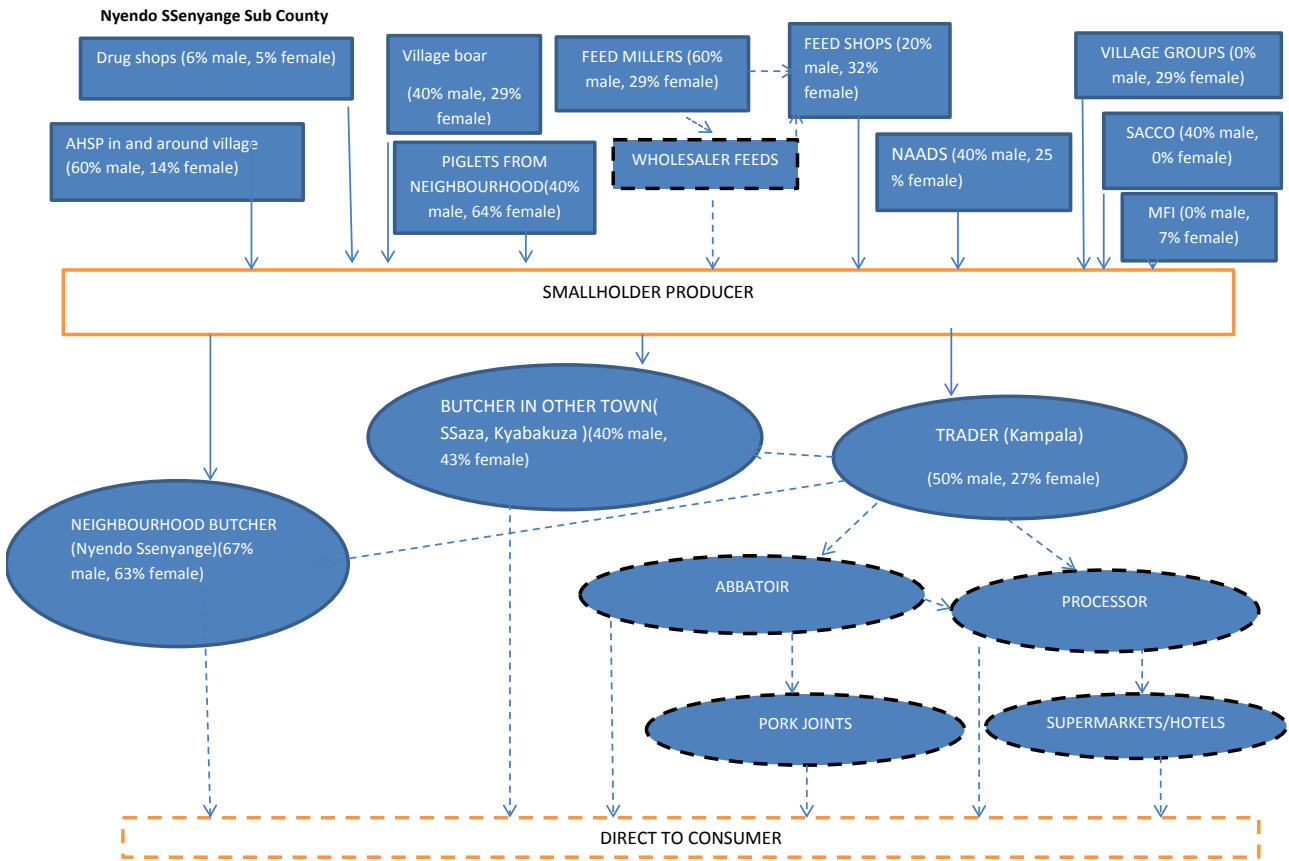 Nyendo SSenyange Sub County
Drug shops (6% male, 5% female)
Village boar
(40% male, 29%
female)
FEED MILLERS (60%
male, 29% female)
FEED SHOPS (20%
male, 32%
female)
VILLAGE GROUPS (0%
male, 29% female)
AHSP in and around village
(60% male, 14% female)
PIGLETS FROM
NEIGHBOURHOOD(40%
male, 64% female)
WHOLESALER FEEDS
NAADS (40% male, 25
% female)
SACCO (40% male,
0% female)
MFI (0% male,
7% female)
SMALLHOLDER PRODUCER
BUTCHER IN OTHER TOWN(
SSaza, Kyabakuza )(40% male,
43% female)
TRADER (Kampala)
(50% male, 27% female)
NEIGHBOURHOOD BUTCHER
(Nyendo Ssenyange)(67%
male, 63% female)
ABBATOIR
PROCESSOR
PORK JOINTS
SUPERMARKETS/HOTELS
DIRECT TO CONSUMER